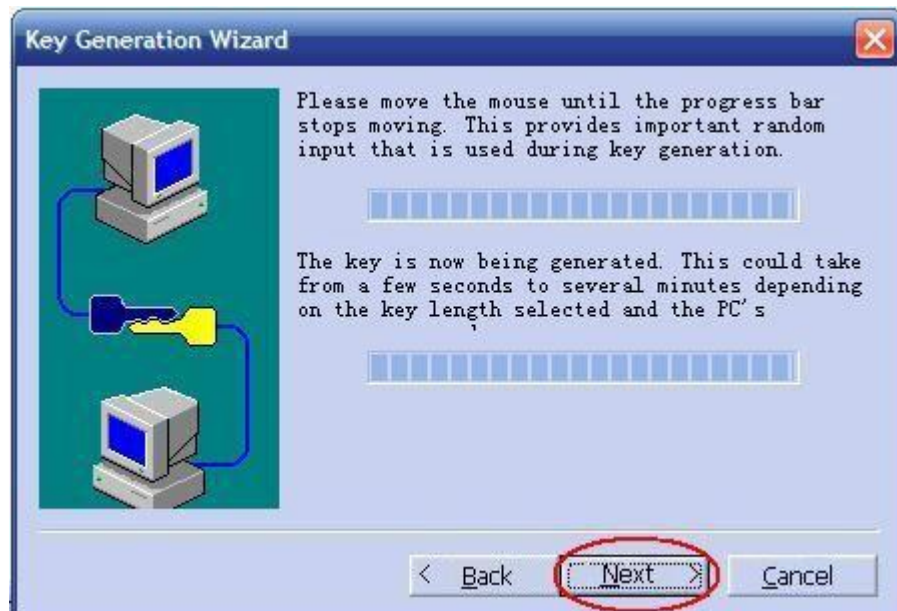 Key Generation Wizard
Please move the mouse until the progress bar
stops moving. This provides important random
input that is used during key generation.
The key is now being generated. This could take
from a few seconds to several minutes depending
on the key length selected and the PC's
< Back Next > Cancel